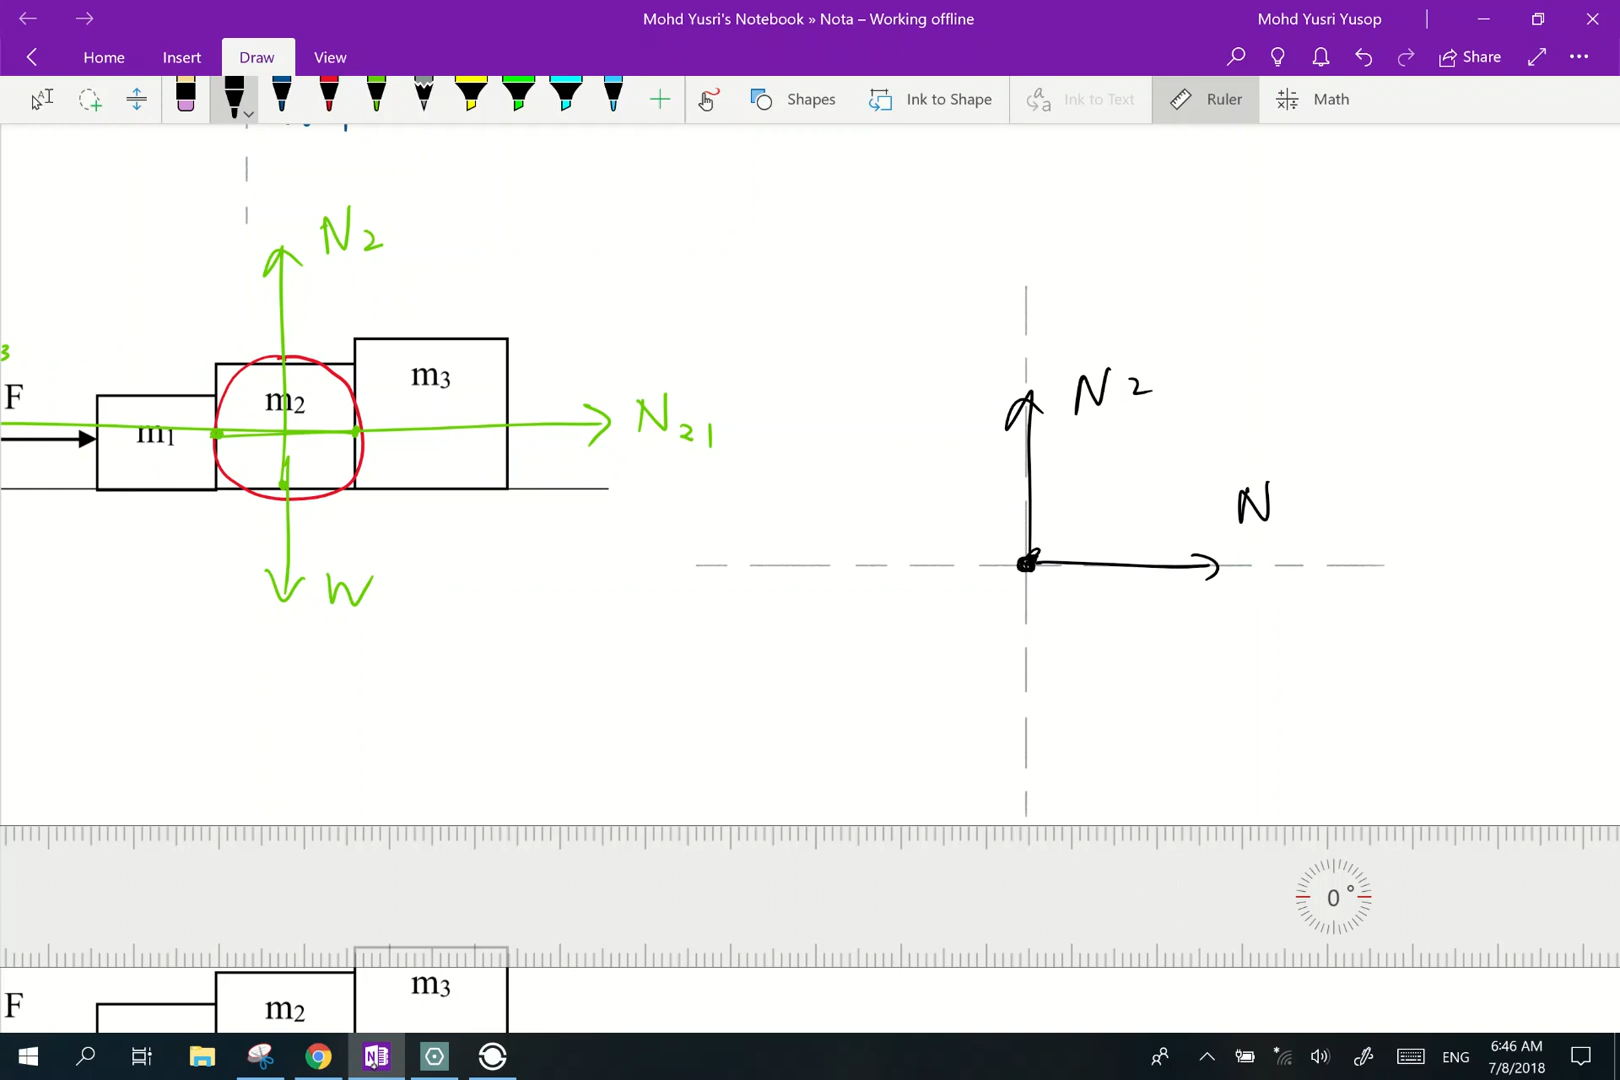 Mohd Yusri's Notebook » Nota – Working offline
Mohd Yusri Yusop
Home Insert Draw View
Share
Shapes
Ink to Shape
Ink to Text
Ruler
Math
N2
3
F
m1
m2
m3
N21
W
N2
N
0°
F
m2
m3
ENG
6:46 AM
7/8/2018